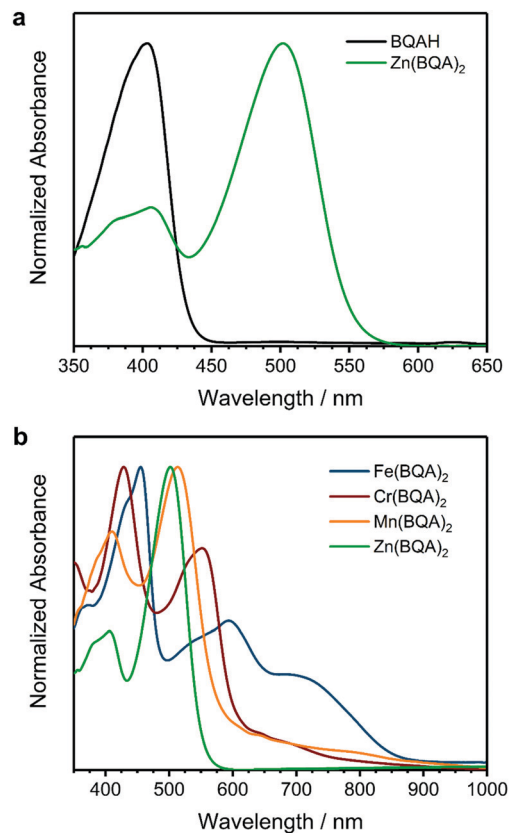 a
BQAH
Zn(BQA)₂
Normalized Absorbance
350 400 450 500 550 600 650
Wavelength / nm
b
Fe(BQA)₂
Cr(BQA)₂
Mn(BQA)₂
Zn(BQA)₂
Normalized Absorbance
400 500 600 700 800 900 1000
Wavelength / nm